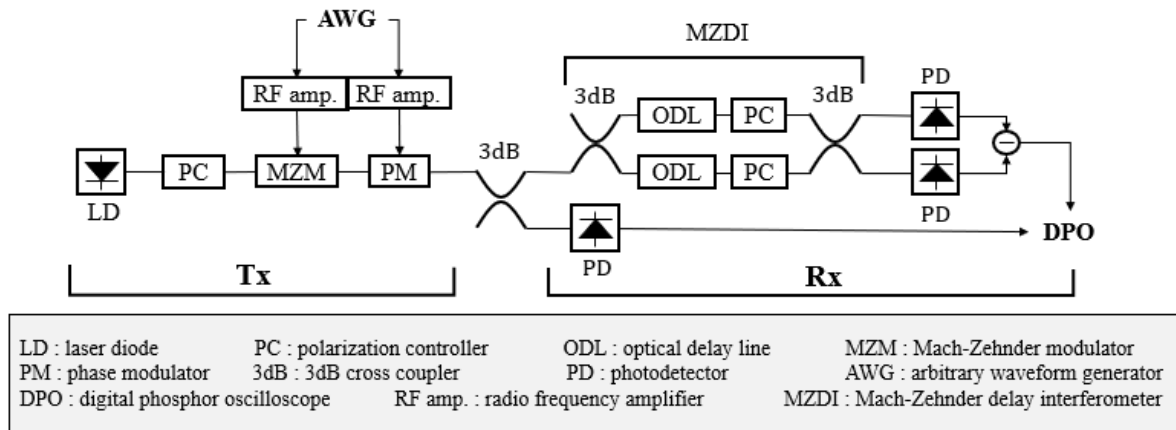 AWG
MZDI
RF amp. RF amp.
3dB
3dB
PD
ODL PC
3dB
PC MZM PM
ODL PC
−
LD
PD
PD
DPO
PD
Tx
Rx
LD : laser diode PC : polarization controller ODL : optical delay line MZM : Mach-Zehnder modulator
PM : phase modulator 3dB : 3dB cross coupler PD : photodetector AWG : arbitrary waveform generator
DPO : digital phosphor oscilloscope RF amp. : radio frequency amplifier MZDI : Mach-Zehnder delay interferometer